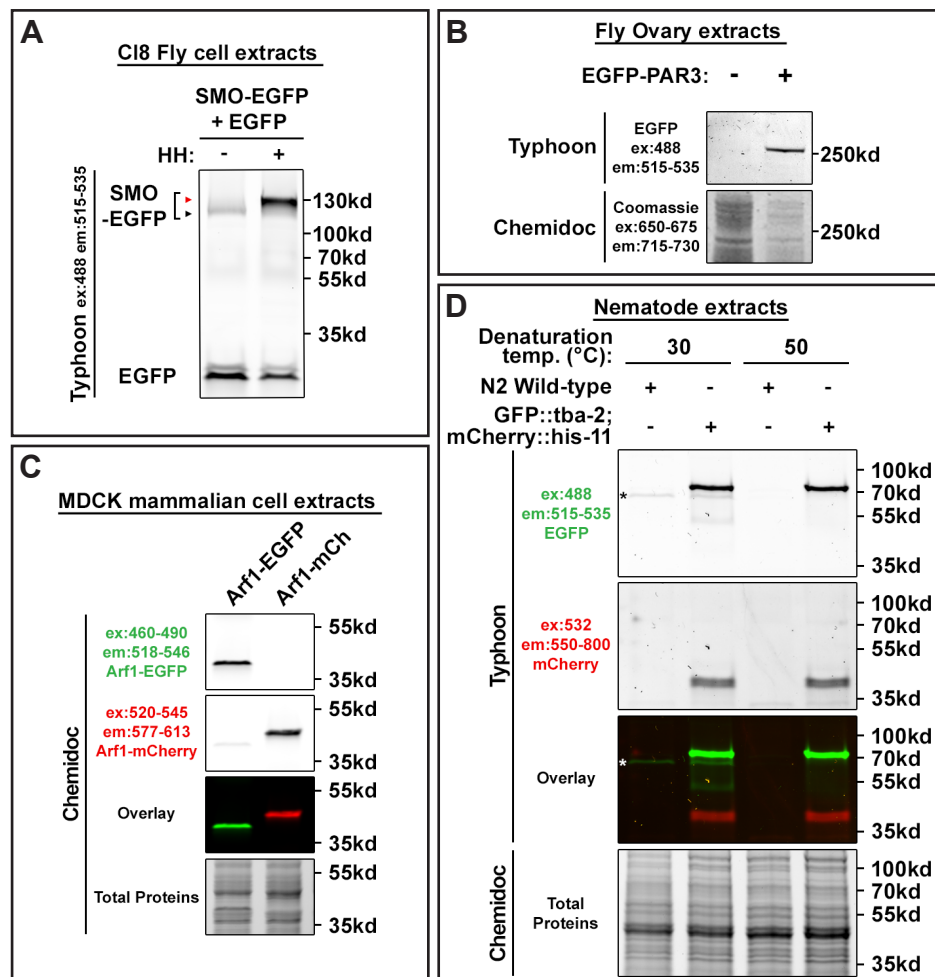 A
Cl8 Fly cell extracts
SMO-EGFP
+ EGFP
HH: - +
Typhoon ex:488 em:515-535
SMO
-EGFP
130kd
100kd
70kd
55kd
35kd
EGFP
B
Fly Ovary extracts
EGFP-PAR3: - +
Typhoon
EGFP
ex:488
em:515-535
250kd
Chemidoc
Coomassie
ex:650-675
em:715-730
250kd
C
MDCK mammalian cell extracts
Arf1-EGFP
Arf1-mCh
Chemidoc
ex:460-490
em:518-546
Arf1-EGFP
55kd
35kd
ex:520-545
em:577-613
Arf1-mCherry
55kd
35kd
Overlay
55kd
35kd
Total Proteins
55kd
35kd
D
Nematode extracts
Denaturation
temp. (°C): 30 50
N2 Wild-type + - + -
GFP::tba-2;
mCherry::his-11 - + - +
Typhoon
ex:488
em:515-535
EGFP
*
100kd
70kd
55kd
35kd
ex:532
em:550-800
mCherry
100kd
70kd
55kd
35kd
Overlay
*
100kd
70kd
55kd
35kd
Chemidoc
Total
Proteins
100kd
70kd
55kd
35kd